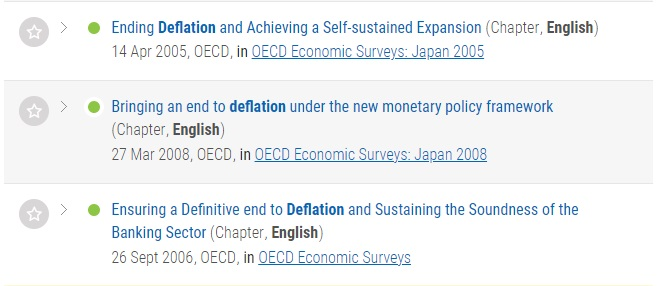 Ending Deflation and Achieving a Self-sustained Expansion (Chapter, English)
14 Apr 2005, OECD, in OECD Economic Surveys: Japan 2005
Bringing an end to deflation under the new monetary policy framework
(Chapter, English)
27 Mar 2008, OECD, in OECD Economic Surveys: Japan 2008
Ensuring a Definitive end to Deflation and Sustaining the Soundness of the
Banking Sector (Chapter, English)
26 Sept 2006, OECD, in OECD Economic Surveys